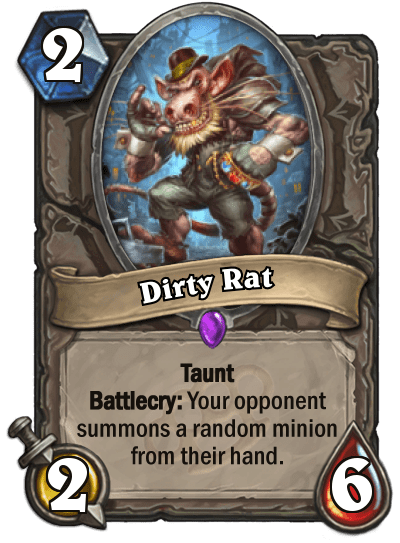 2
Dirty Rat
Taunt
Battlecry: Your opponent
summons a random minion
from their hand.
2
6